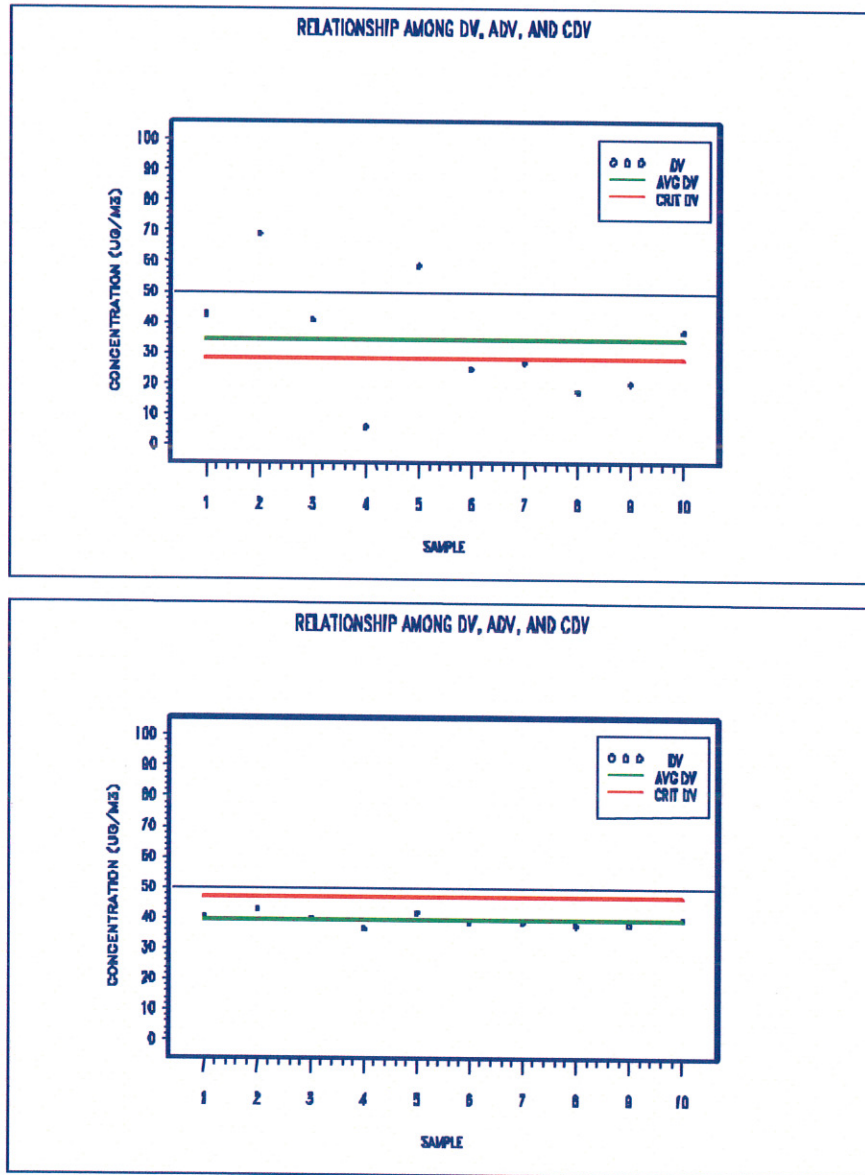 RELATIONSHIP AMONG DV, ADV, AND CDV
CONCENTRATION (UG/M3)
100
90
80
70
60
50
40
30
20
10
0
DV
AVG DV
CRIT DV
1 2 3 4 5 6 7 8 9 10
SAMPLE
RELATIONSHIP AMONG DV, ADV, AND CDV
CONCENTRATION (UG/M3)
100
90
80
70
60
50
40
30
20
10
0
DV
AVG DV
CRIT DV
1 2 3 4 5 6 7 8 9 10
SAMPLE